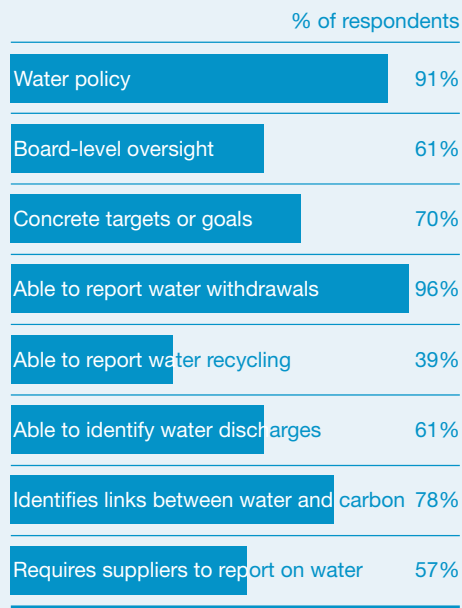 % of respondents
Water policy 91%
Board-level oversight 61%
Concrete targets or goals 70%
Able to report water withdrawals 96%
Able to report water recycling 39%
Able to identify water discharges 61%
Identifies links between water and carbon 78%
Requires suppliers to report on water 57%